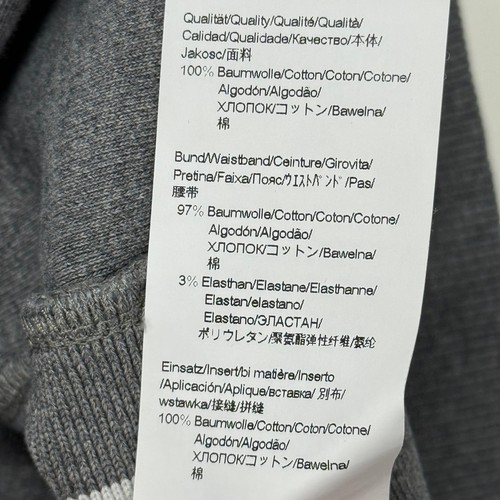 Qualität/Quality/Qualité/Qualità/
Calidad/Qualidade/Качество/本体/
Jakosc/面料
100% Baumwolle/Cotton/Coton/Cotone/
Algodón/Algodão/
ХЛОПОК/コットン/Bawelna/
棉
Bund/Waistband/Ceinture/Girovita/
Pretina/Faixa/Пояс/ウエストバンド/Pas/
腰带
97% Baumwolle/Cotton/Coton/Cotone/
Algodón/Algodão/
ХЛОПОК/コットン/Bawelna/
棉
3% Elasthan/Elastane/Elasthanne/
Elastan/elastano/
Elastano/ЭЛАСТАН/
ポリウレタン/聚氨酯弹性纤维/氨纶
Einsatz/Insert/bi matière/Inserto
/Aplicación/Aplique/вставка/ 別布/
wstawka/接缝/拼缝
100% Baumwolle/Cotton/Coton/Cotone/
Algodón/Algodão/
ХЛОПОК/コットン/Bawelna/
棉